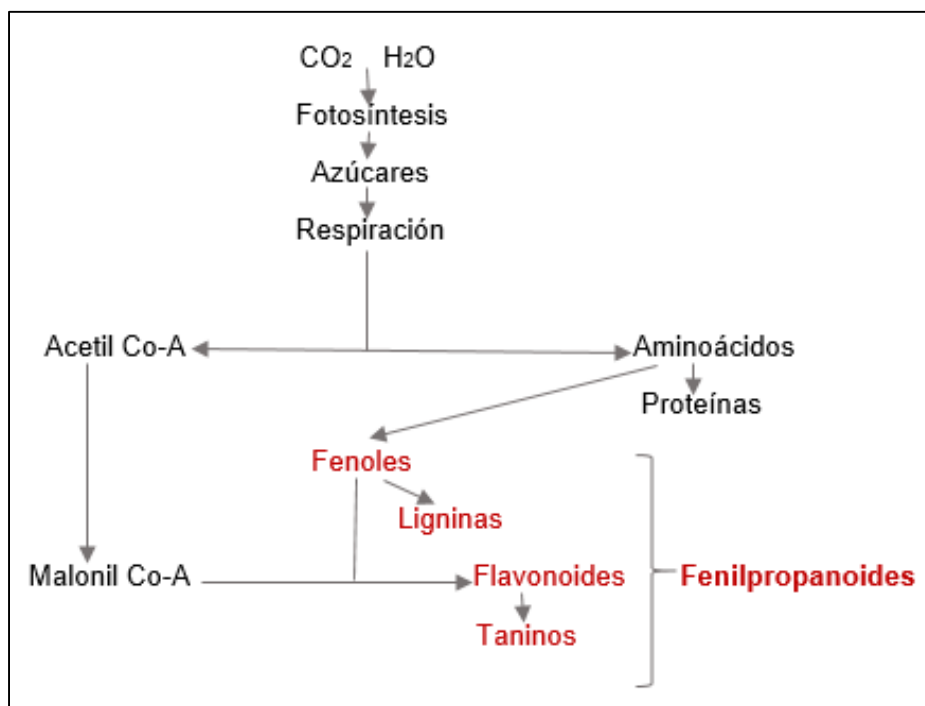 CO2 H2O
Fotosíntesis
Azúcares
Respiración
Acetil Co-A
Aminoácidos
Proteínas
Fenoles
Ligninas
Malonil Co-A
Flavonoides
Fenilpropanoides
Taninos